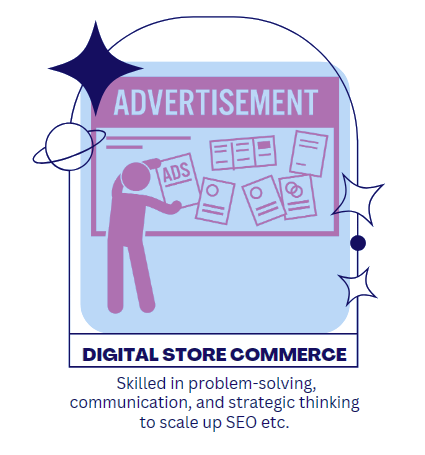 ADVERTISEMENT
ADS
DIGITAL STORE COMMERCE
Skilled in problem-solving,
communication, and strategic thinking
to scale up SEO etc.